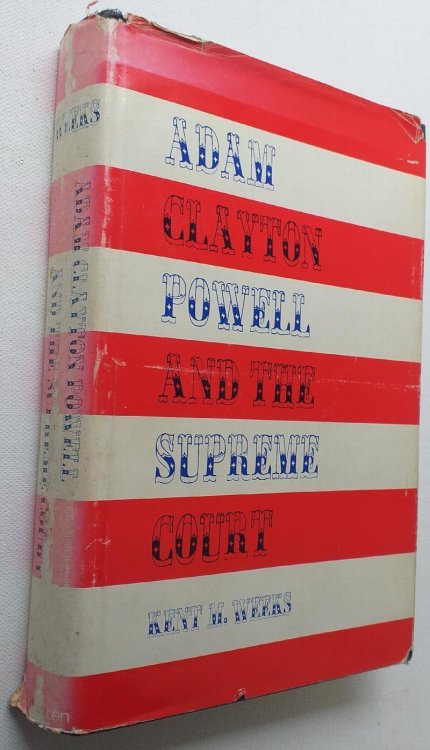 ADAM
CLAYTON
POWELL
AND THE
SUPREME
COURT
KENT M. WEEKS
WEEKS
ADAM CLAYTON POWELL
AND THE SUPREME COURT